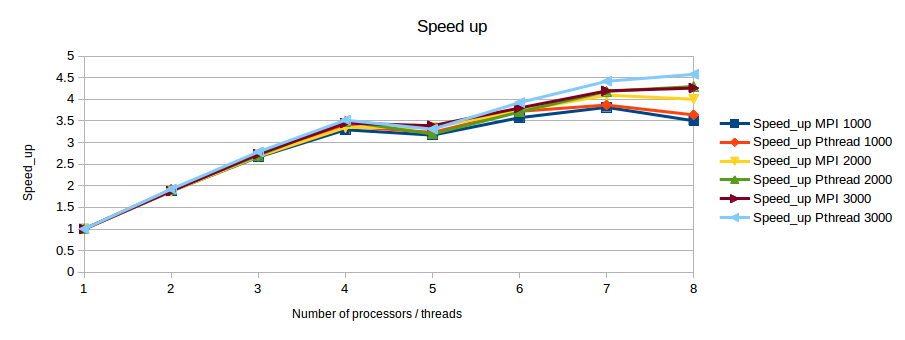 Speed up
5
4.5
4
3.5
3
2.5
2
1.5
1
0.5
0
Speed_up
1 2 3 4 5 6 7 8
Number of processors / threads
Speed_up MPI 1000
Speed_up Pthread 1000
Speed_up MPI 2000
Speed_up Pthread 2000
Speed_up MPI 3000
Speed_up Pthread 3000